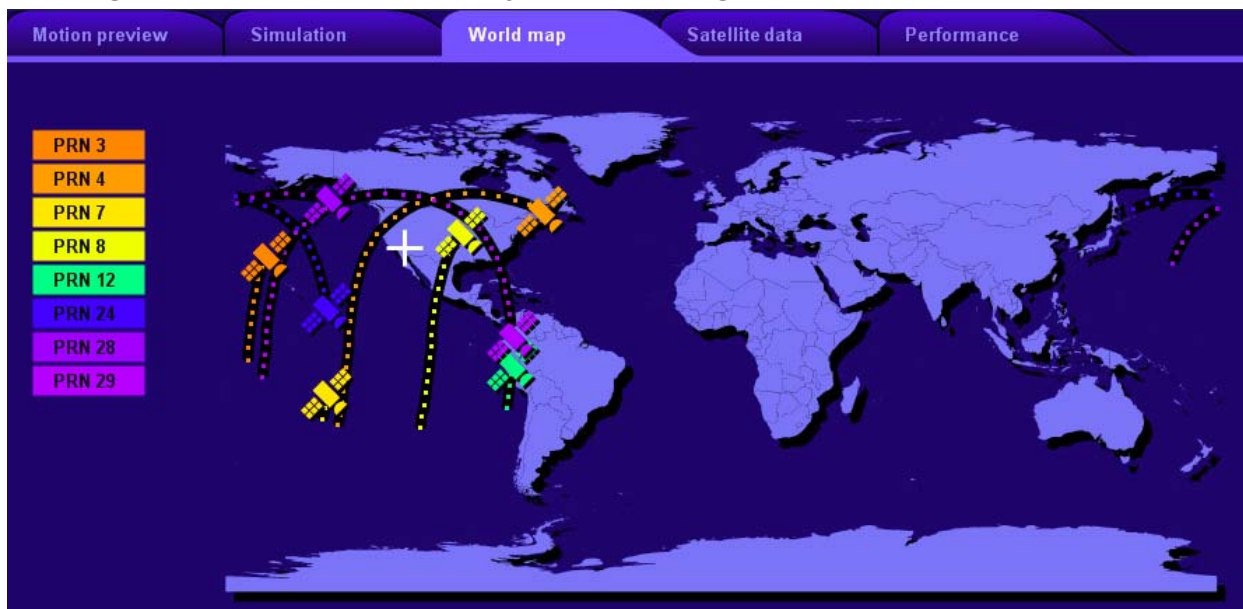 Motion preview
Simulation
World map
Satellite data
Performance
PRN 3
PRN 4
PRN 7
PRN 8
PRN 12
PRN 24
PRN 28
PRN 29